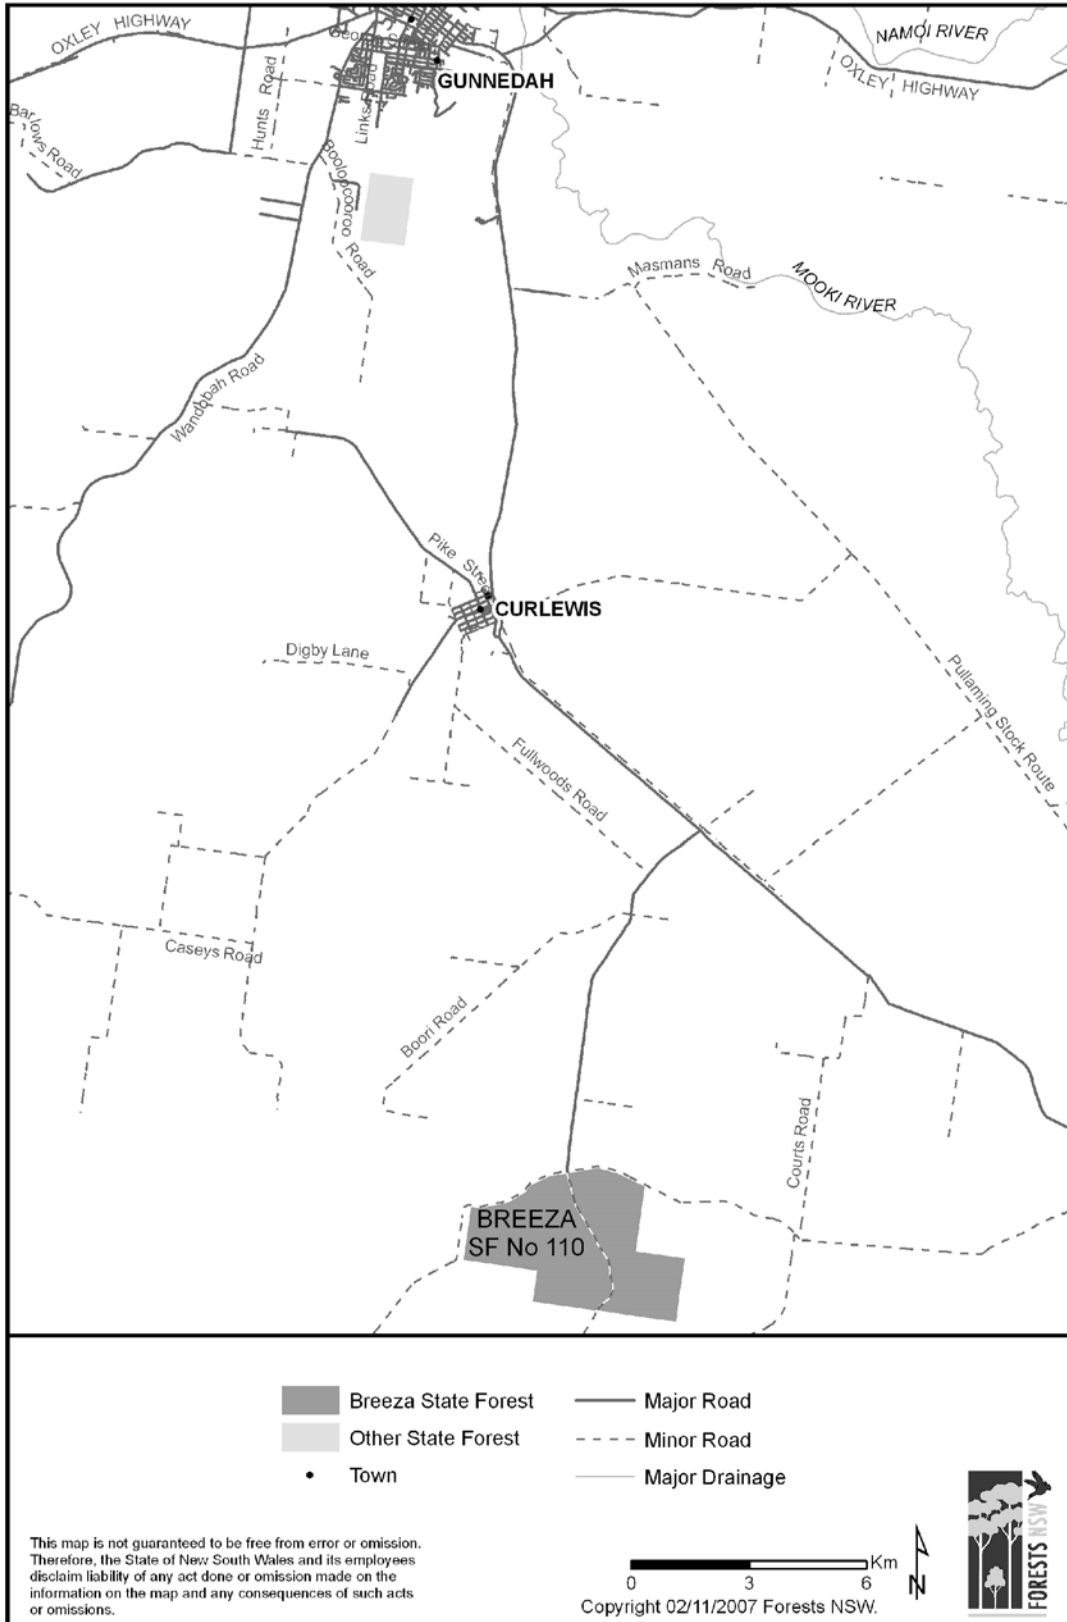 OXLEY HIGHWAY
George Street
NAMOI RIVER
GUNNEDAH
OXLEY HIGHWAY
Hunts Road
Links Road
Barlows Road
Booloocooroo Road
Masmans Road
MOOKI RIVER
Wandobah Road
Pike Street
CURLEWIS
Digby Lane
Pullaming Stock Route
Fullwoods Road
Caseys Road
Boori Road
Courts Road
BREEZA
SF No 110
Breeza State Forest
Major Road
Other State Forest
Minor Road
Town
Major Drainage
This map is not guaranteed to be free from error or omission.
Therefore, the State of New South Wales and its employees
disclaim liability of any act done or omission made on the
information on the map and any consequences of such acts
or omissions.
Km
0 3 6
Copyright 02/11/2007 Forests NSW.
N
FORESTS NSW